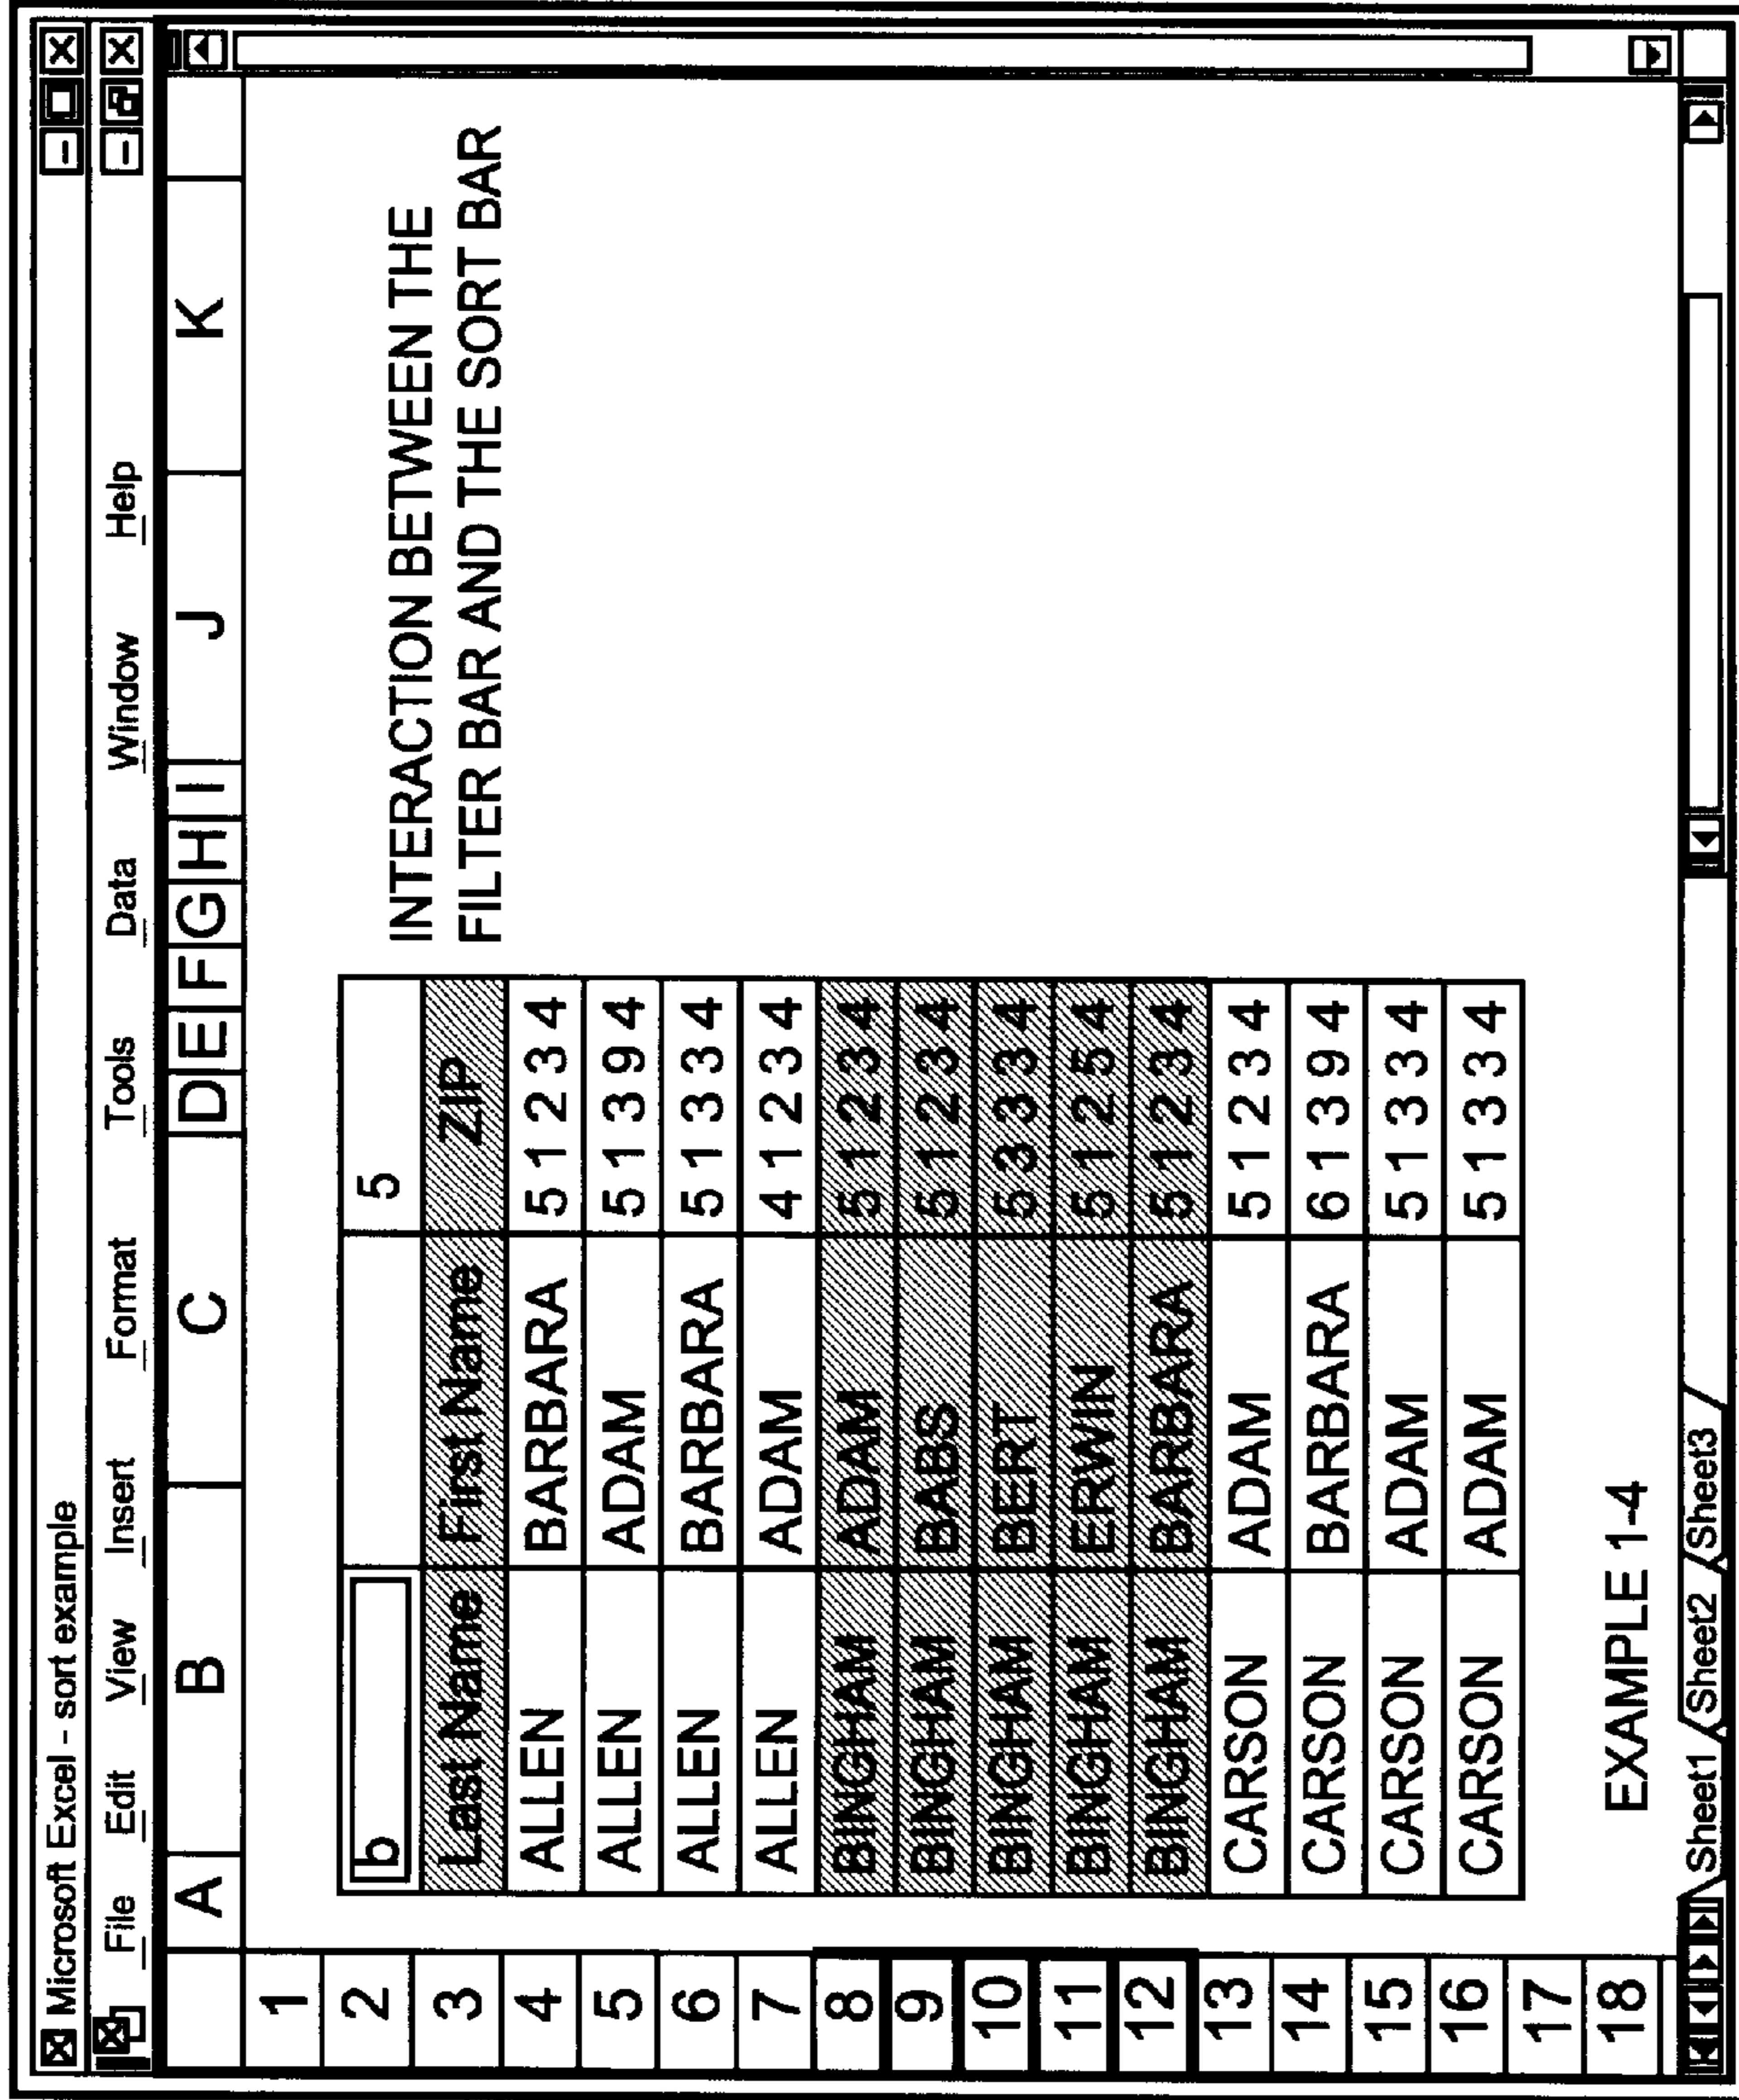 Microsoft Excel - sort example
File Edit View Insert Format Tools Data Window Help
A B C D E F G H I J K
1
2 b 5
3 Last Name First Name ZIP
4 ALLEN BARBARA 51234
5 ALLEN ADAM 51394
6 ALLEN BARBARA 51334
7 ALLEN ADAM 41234
8 BINGHAM ADAM 51234
9 BINGHAM BABS 51234
10 BINGHAM BERT 53334
11 BINGHAM ERWIN 51254
12 BINGHAM BARBARA 51234
13 CARSON ADAM 51234
14 CARSON BARBARA 61394
15 CARSON ADAM 51334
16 CARSON ADAM 51334
17
18 EXAMPLE 1-4
INTERACTION BETWEEN THE
FILTER BAR AND THE SORT BAR
Sheet1 Sheet2 Sheet3